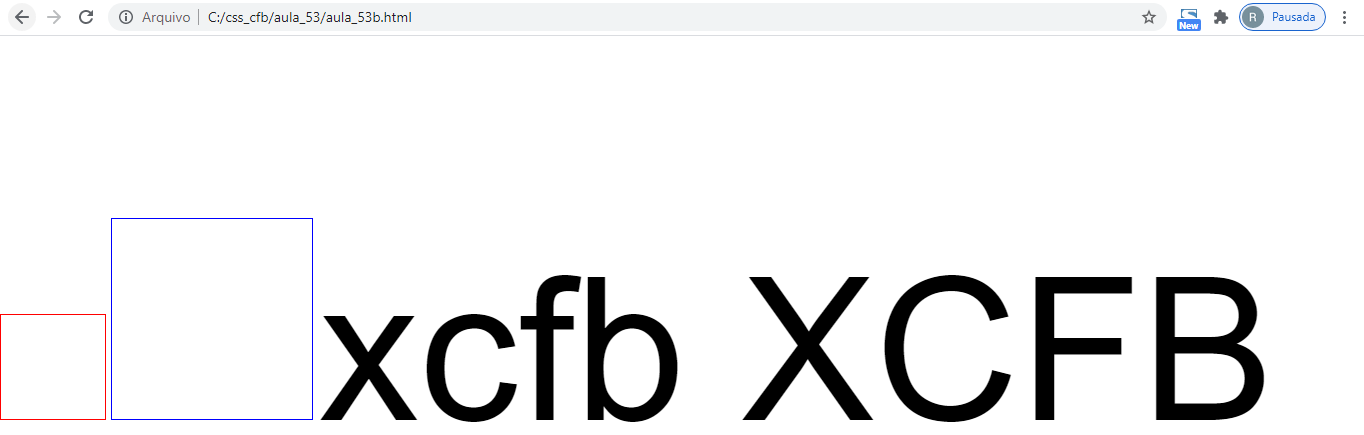 Arquivo C:/css_cfb/aula_53/aula_53b.html New R Pausada
xcfb XCFB